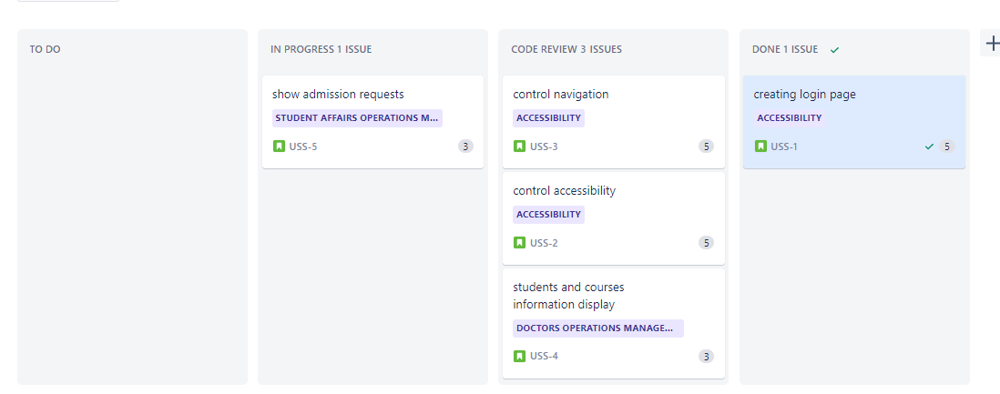 TO DO
IN PROGRESS 1 ISSUE
show admission requests
STUDENT AFFAIRS OPERATIONS M...
USS-5
3
CODE REVIEW 3 ISSUES
control navigation
ACCESSIBILITY
USS-3
5
control accessibility
ACCESSIBILITY
USS-2
5
students and courses
information display
DOCTORS OPERATIONS MANAGE...
USS-4
3
DONE 1 ISSUE
creating login page
ACCESSIBILITY
USS-1
5